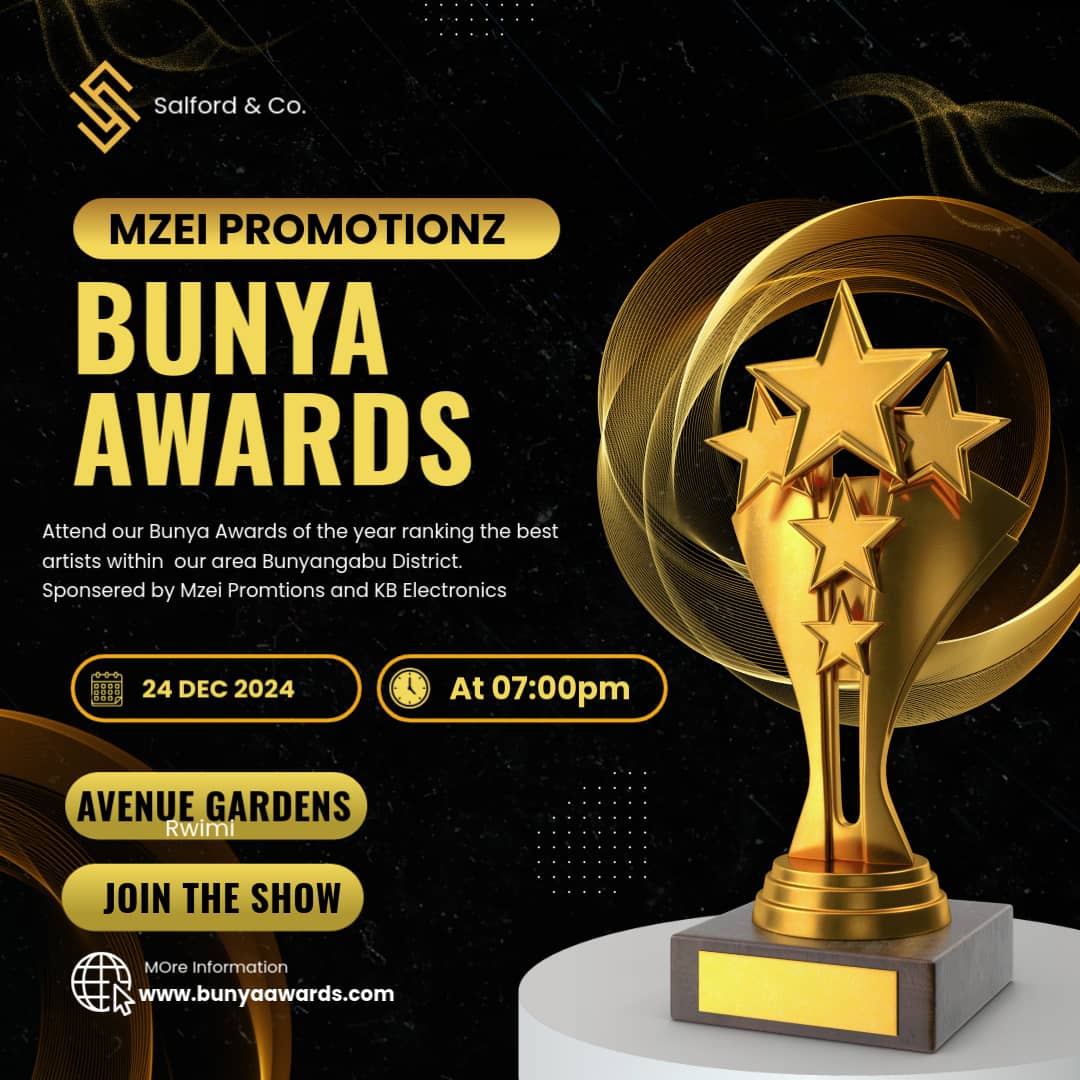 Salford & Co.
MZEI PROMOTIONZ
BUNYA
AWARDS
Attend our Bunya Awards of the year ranking the best
artists within  our area Bunyangabu District.
Sponsered by Mzei Promtions and KB Electronics
24 DEC 2024
At 07:00pm
AVENUE GARDENS
Rwimi
JOIN THE SHOW
MOre Information
www.bunyaawards.com